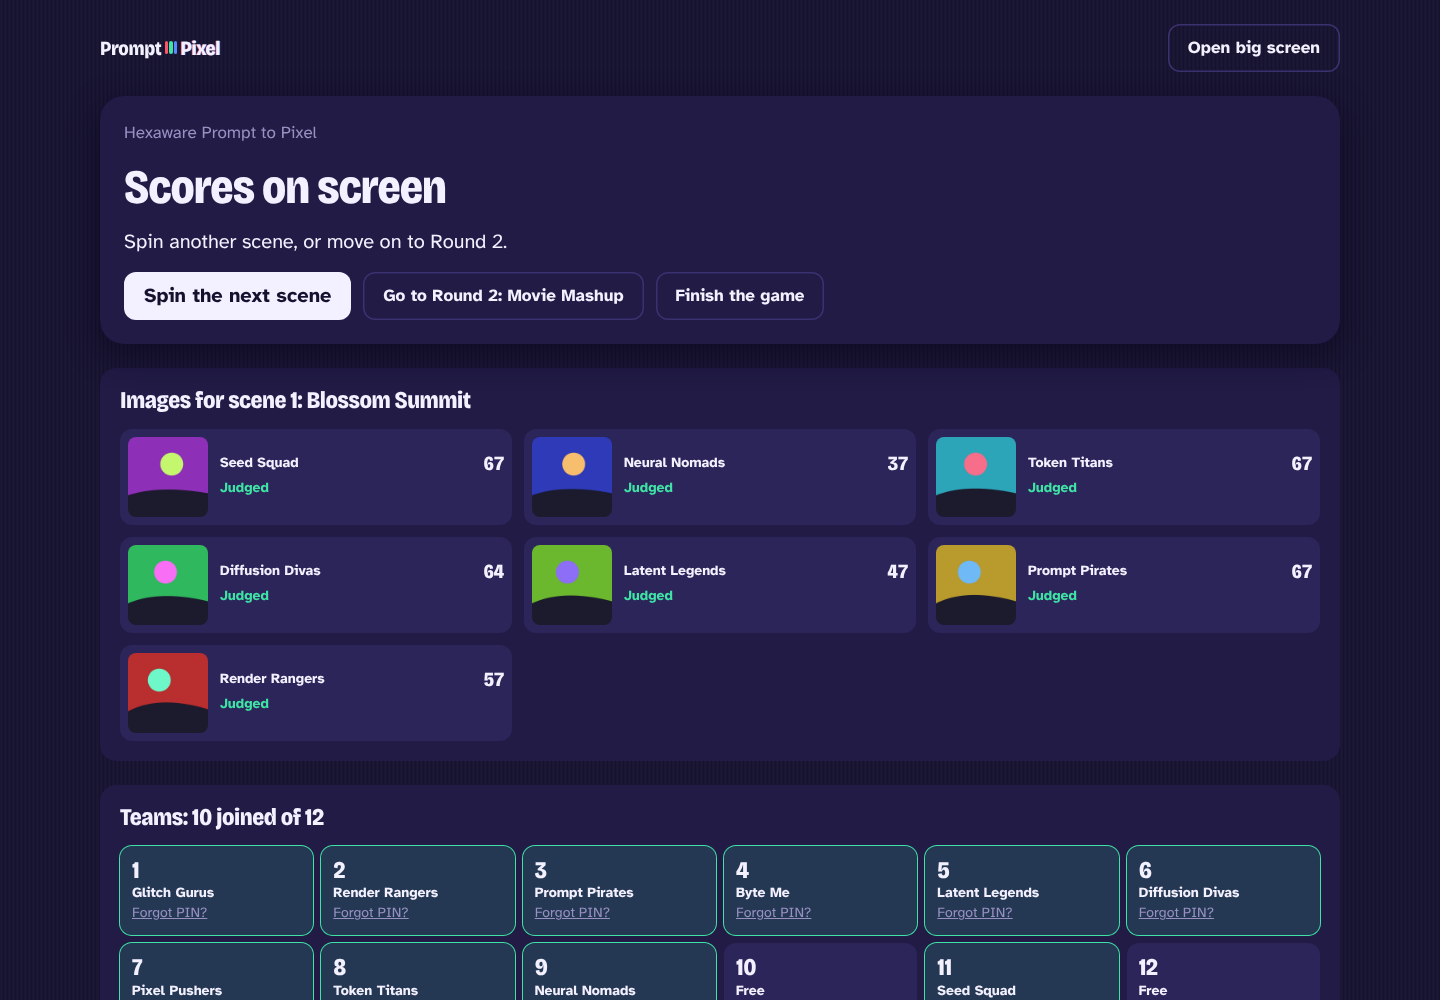 Prompt Pixel
Open big screen
Hexaware Prompt to Pixel
Scores on screen
Spin another scene, or move on to Round 2.
Spin the next scene
Go to Round 2: Movie Mashup
Finish the game
Images for scene 1: Blossom Summit
Seed Squad
67
Judged
Neural Nomads
37
Judged
Token Titans
67
Judged
Diffusion Divas
64
Judged
Latent Legends
47
Judged
Prompt Pirates
67
Judged
Render Rangers
57
Judged
Teams: 10 joined of 12
1
Glitch Gurus
Forgot PIN?
2
Render Rangers
Forgot PIN?
3
Prompt Pirates
Forgot PIN?
4
Byte Me
Forgot PIN?
5
Latent Legends
Forgot PIN?
6
Diffusion Divas
Forgot PIN?
7
Pixel Pushers
8
Token Titans
9
Neural Nomads
10
Free
11
Seed Squad
12
Free